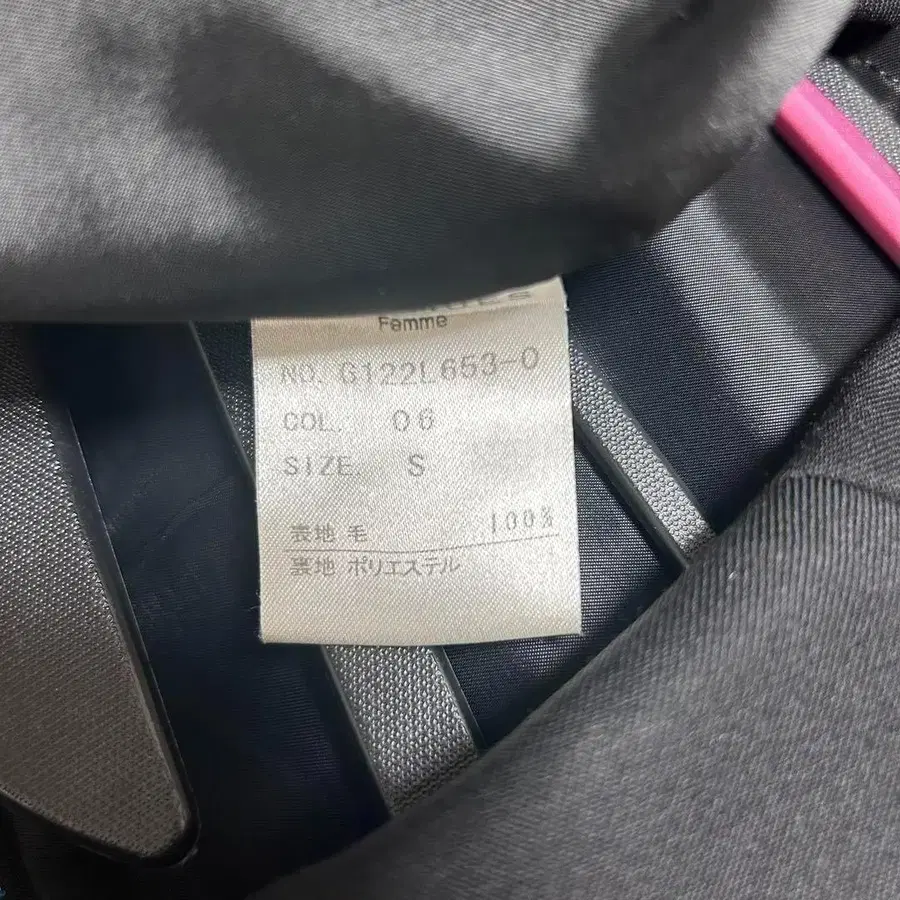 Femme
NO. G122L653-0
COL. 06
SIZE. S
表地 毛 100%
裏地 ポリエステル